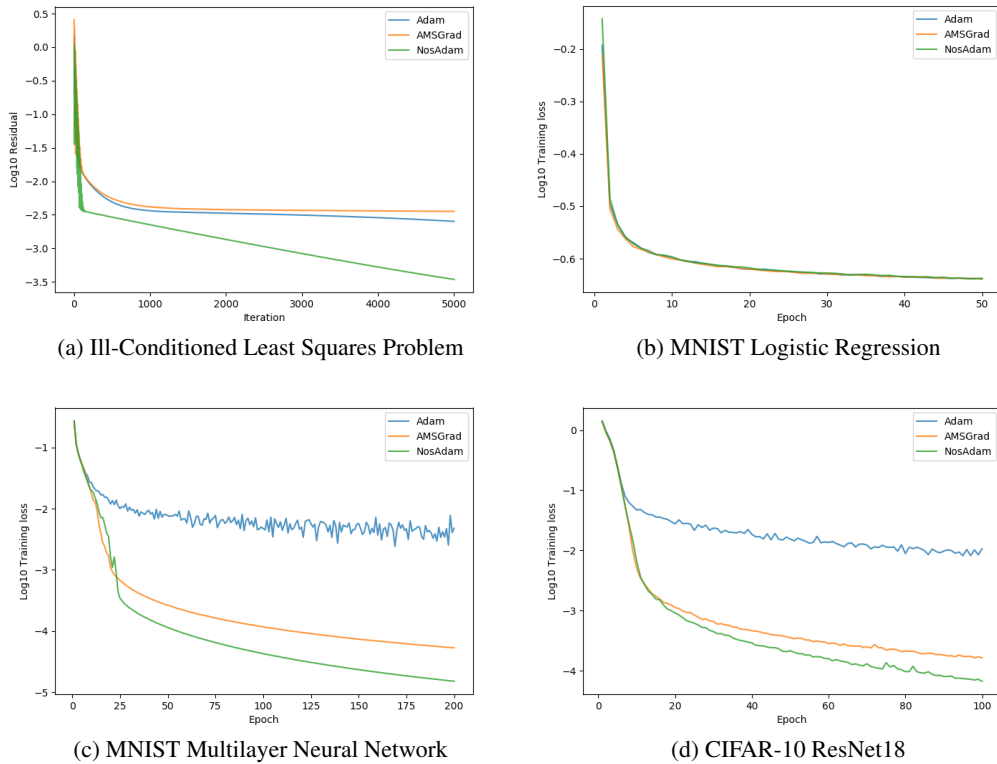 0.5
0.0
−0.5
−1.0
−1.5
−2.0
−2.5
−3.0
−3.5
Log10 Residual
0 1000 2000 3000 4000 5000
Iteration
Adam
AMSGrad
NosAdam
(a) Ill-Conditioned Least Squares Problem
−0.2
−0.3
−0.4
−0.5
−0.6
Log10 Training loss
0 10 20 30 40 50
Epoch
Adam
AMSGrad
NosAdam
(b) MNIST Logistic Regression
−1
−2
−3
−4
−5
Log10 Training loss
0 25 50 75 100 125 150 175 200
Epoch
Adam
AMSGrad
NosAdam
(c) MNIST Multilayer Neural Network
0
−1
−2
−3
−4
Log10 Training loss
0 20 40 60 80 100
Epoch
Adam
AMSGrad
NosAdam
(d) CIFAR-10 ResNet18